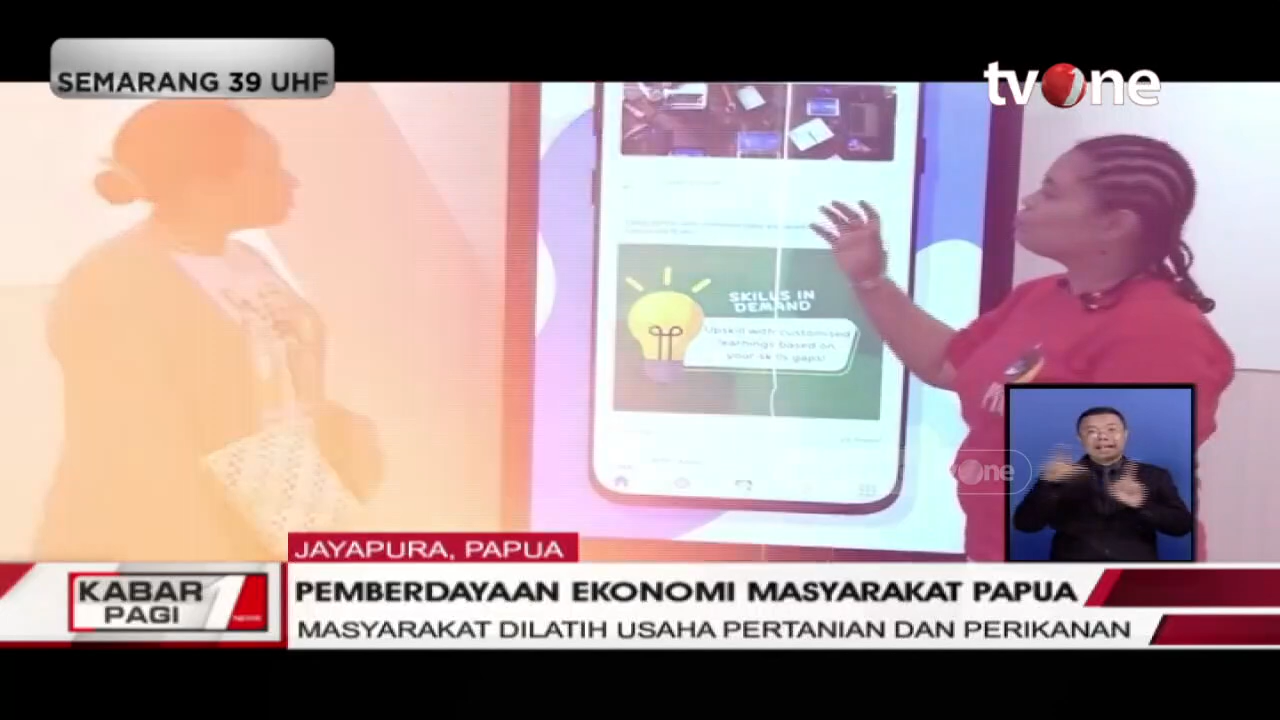 SEMARANG 39 UHF
tvOne
SKILLS IN
DEMAND
Upskill with customised
learnings based on
your skills gaps!
tvOne
JAYAPURA, PAPUA
KABAR
PAGI
PEMBERDAYAAN EKONOMI MASYARAKAT PAPUA
MASYARAKAT DILATIH USAHA PERTANIAN DAN PERIKANAN